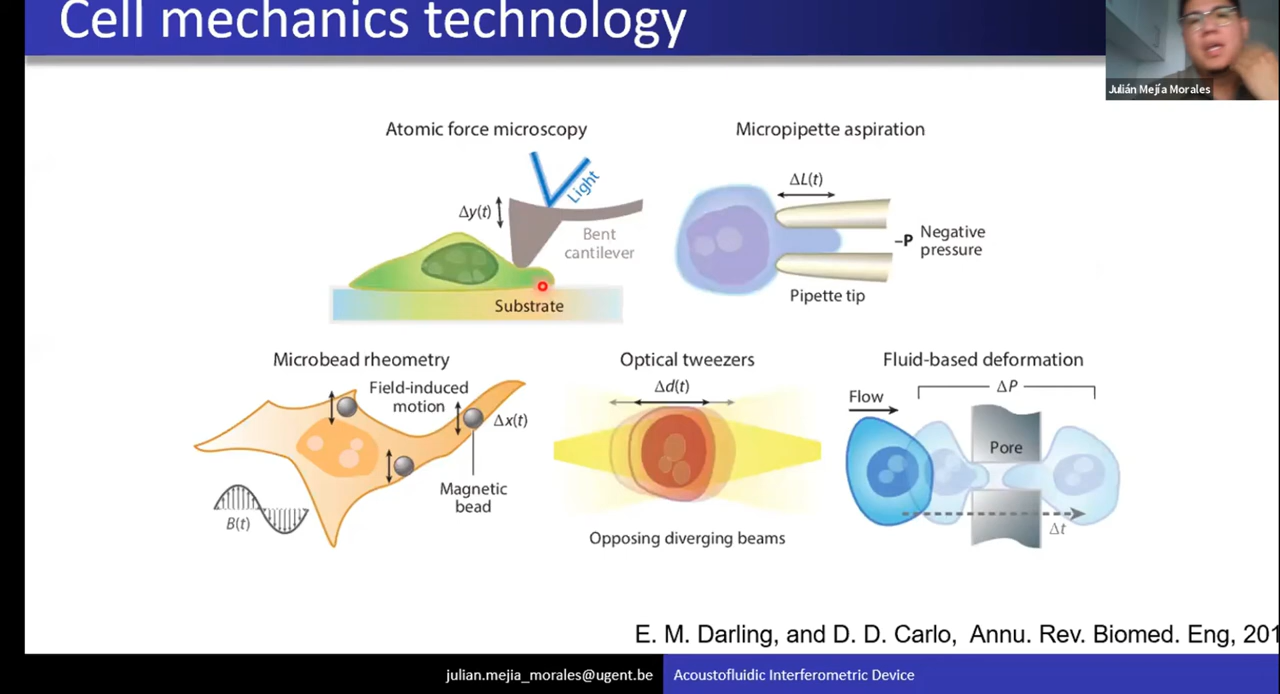 Cell mechanics technology
Julián Mejía Morales
Atomic force microscopy
Light
Δy(t)
Bent
cantilever
Substrate
Micropipette aspiration
ΔL(t)
–P
Negative
pressure
Pipette tip
Microbead rheometry
Field-induced
motion
Δx(t)
Magnetic
bead
B(t)
Optical tweezers
Δd(t)
Opposing diverging beams
Fluid-based deformation
ΔP
Flow
Pore
Δt
E. M. Darling, and D. D. Carlo, Annu. Rev. Biomed. Eng, 201
julian.mejia_morales@ugent.be
Acoustofluidic Interferometric Device